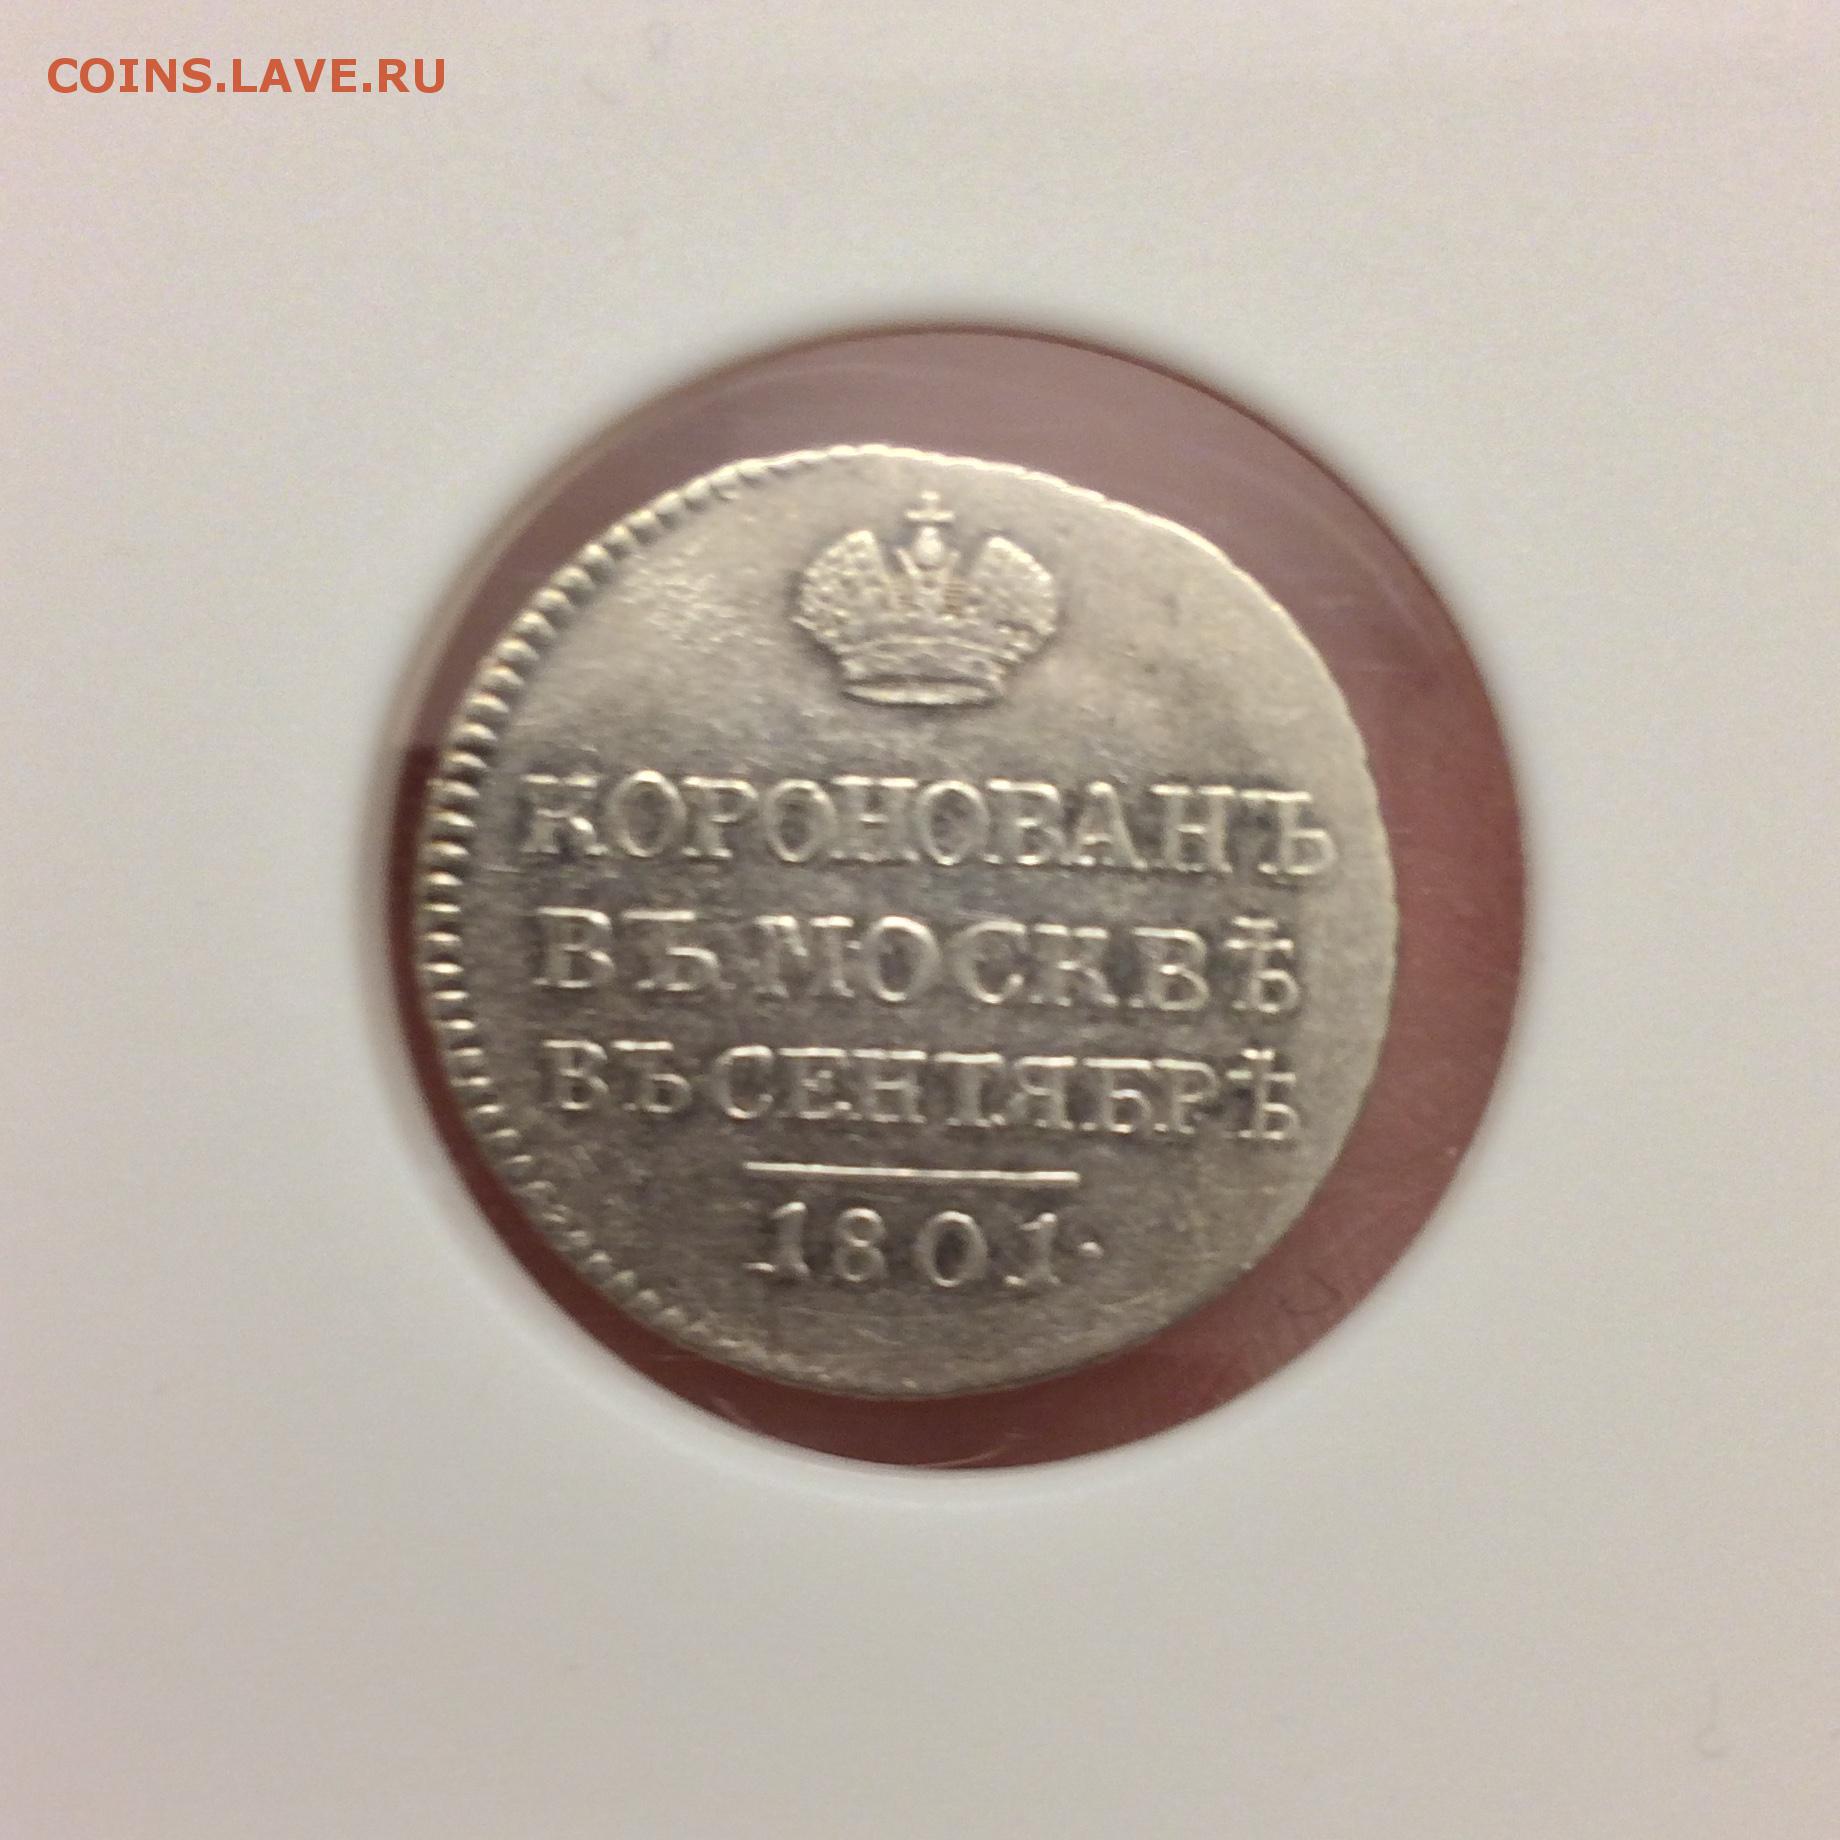 COINS.LAVE.RU
КОРОНОВАНЪ
ВЪ МОСКВѢ
ВЪ СЕНТЯБРѢ
1801.